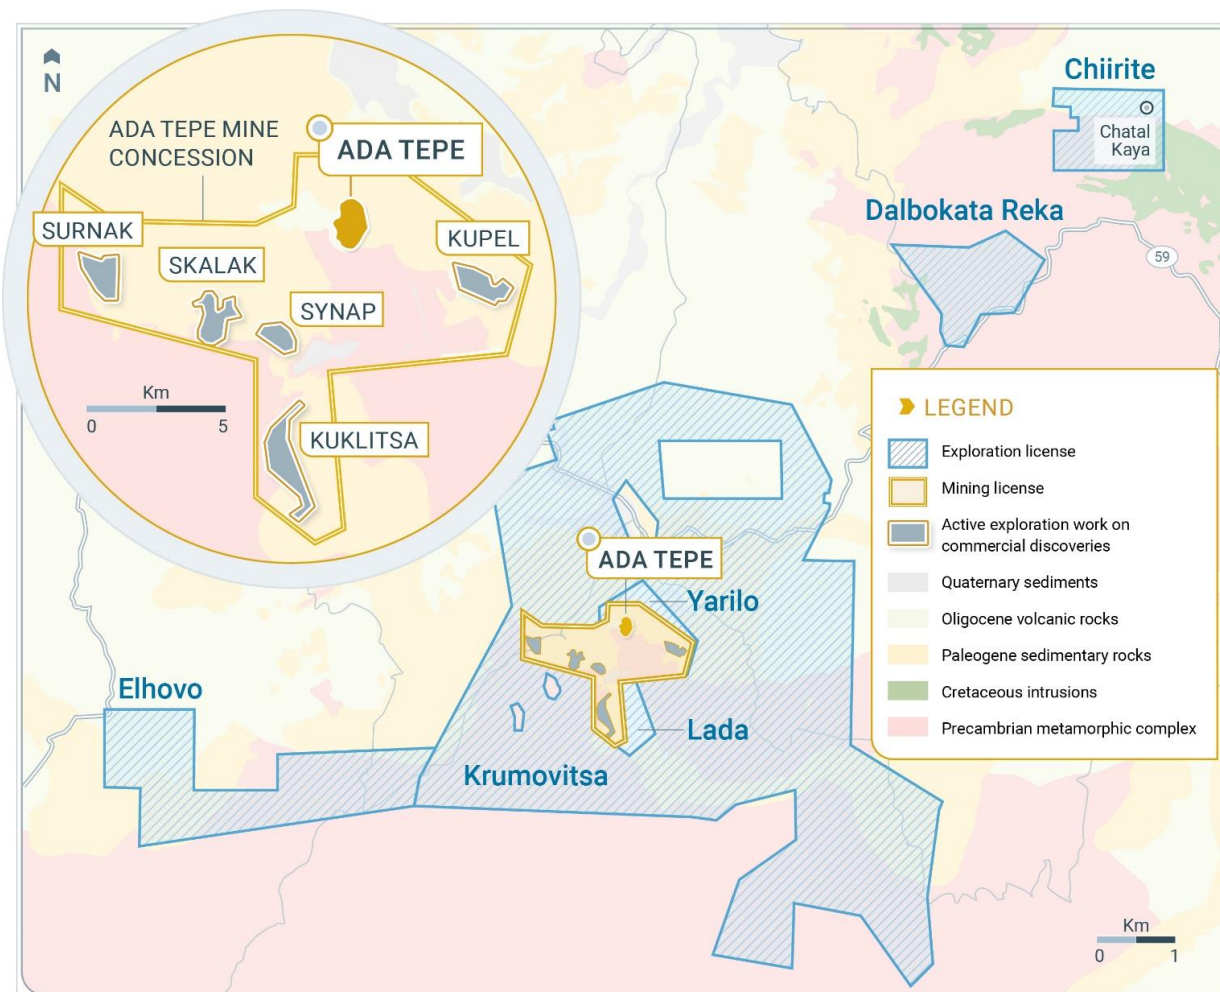 N
ADA TEPE MINE
CONCESSION
ADA TEPE
SURNAK
SKALAK
SYNAP
KUPEL
KUKLITSA
Km
0
5
Chiirite
Chatal
Kaya
Dalbokata Reka
59
LEGEND
Exploration license
Mining license
Active exploration work on
commercial discoveries
Quaternary sediments
Oligocene volcanic rocks
Paleogene sedimentary rocks
Cretaceous intrusions
Precambrian metamorphic complex
ADA TEPE
Yarilo
Elhovo
Lada
Krumovitsa
Km
0
1